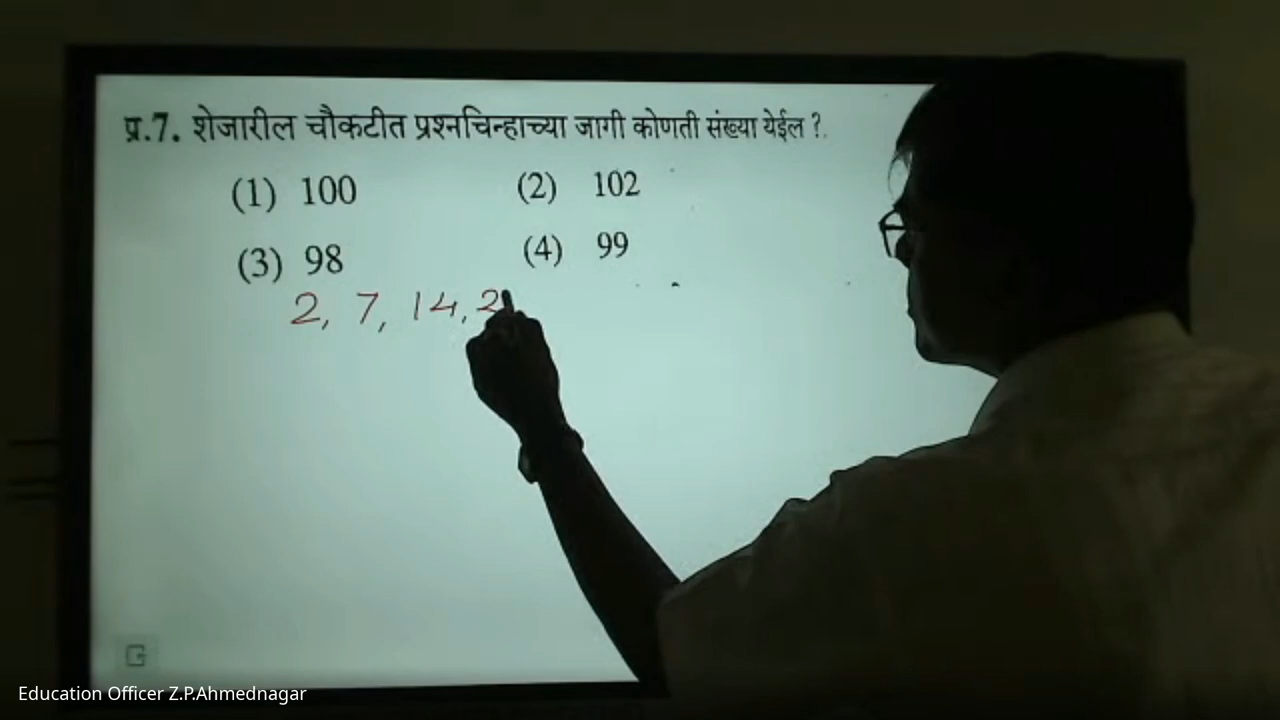 प्र.7. शेजारील चौकटीत प्रश्नचिन्हाच्या जागी कोणती संख्या येईल ?
(1) 100 (2) 102
(3) 98 (4) 99
2, 7, 14, 2
Education Officer Z.P.Ahmednagar